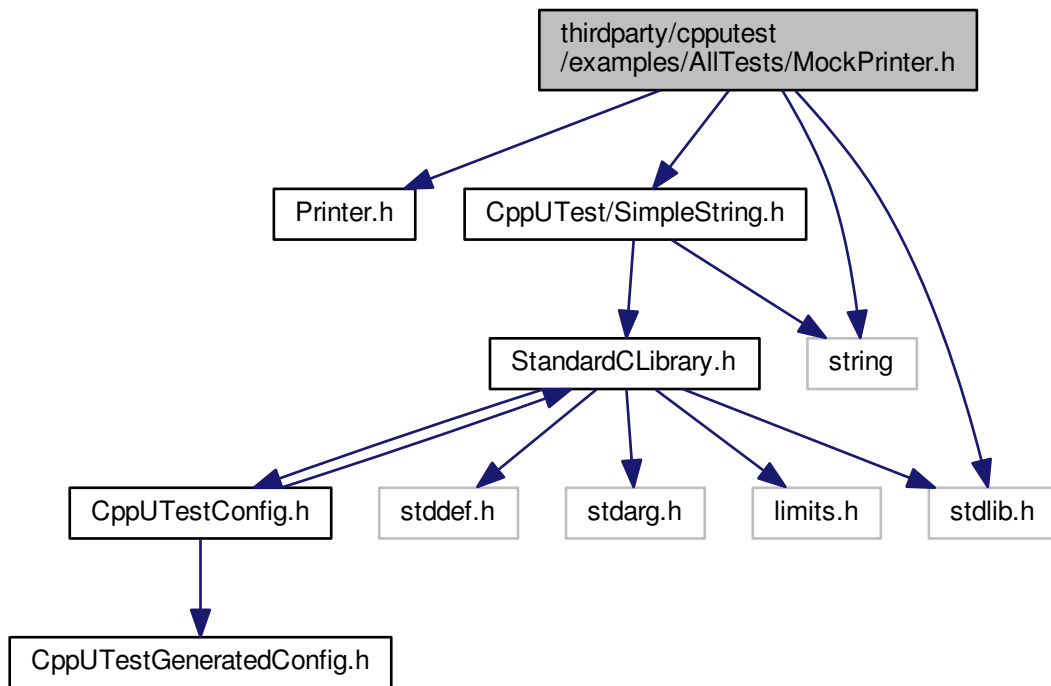 thirdparty/cpputest
/examples/AllTests/MockPrinter.h
Printer.h
CppUTest/SimpleString.h
StandardCLibrary.h
string
CppUTestConfig.h
stddef.h
stdarg.h
limits.h
stdlib.h
CppUTestGeneratedConfig.h